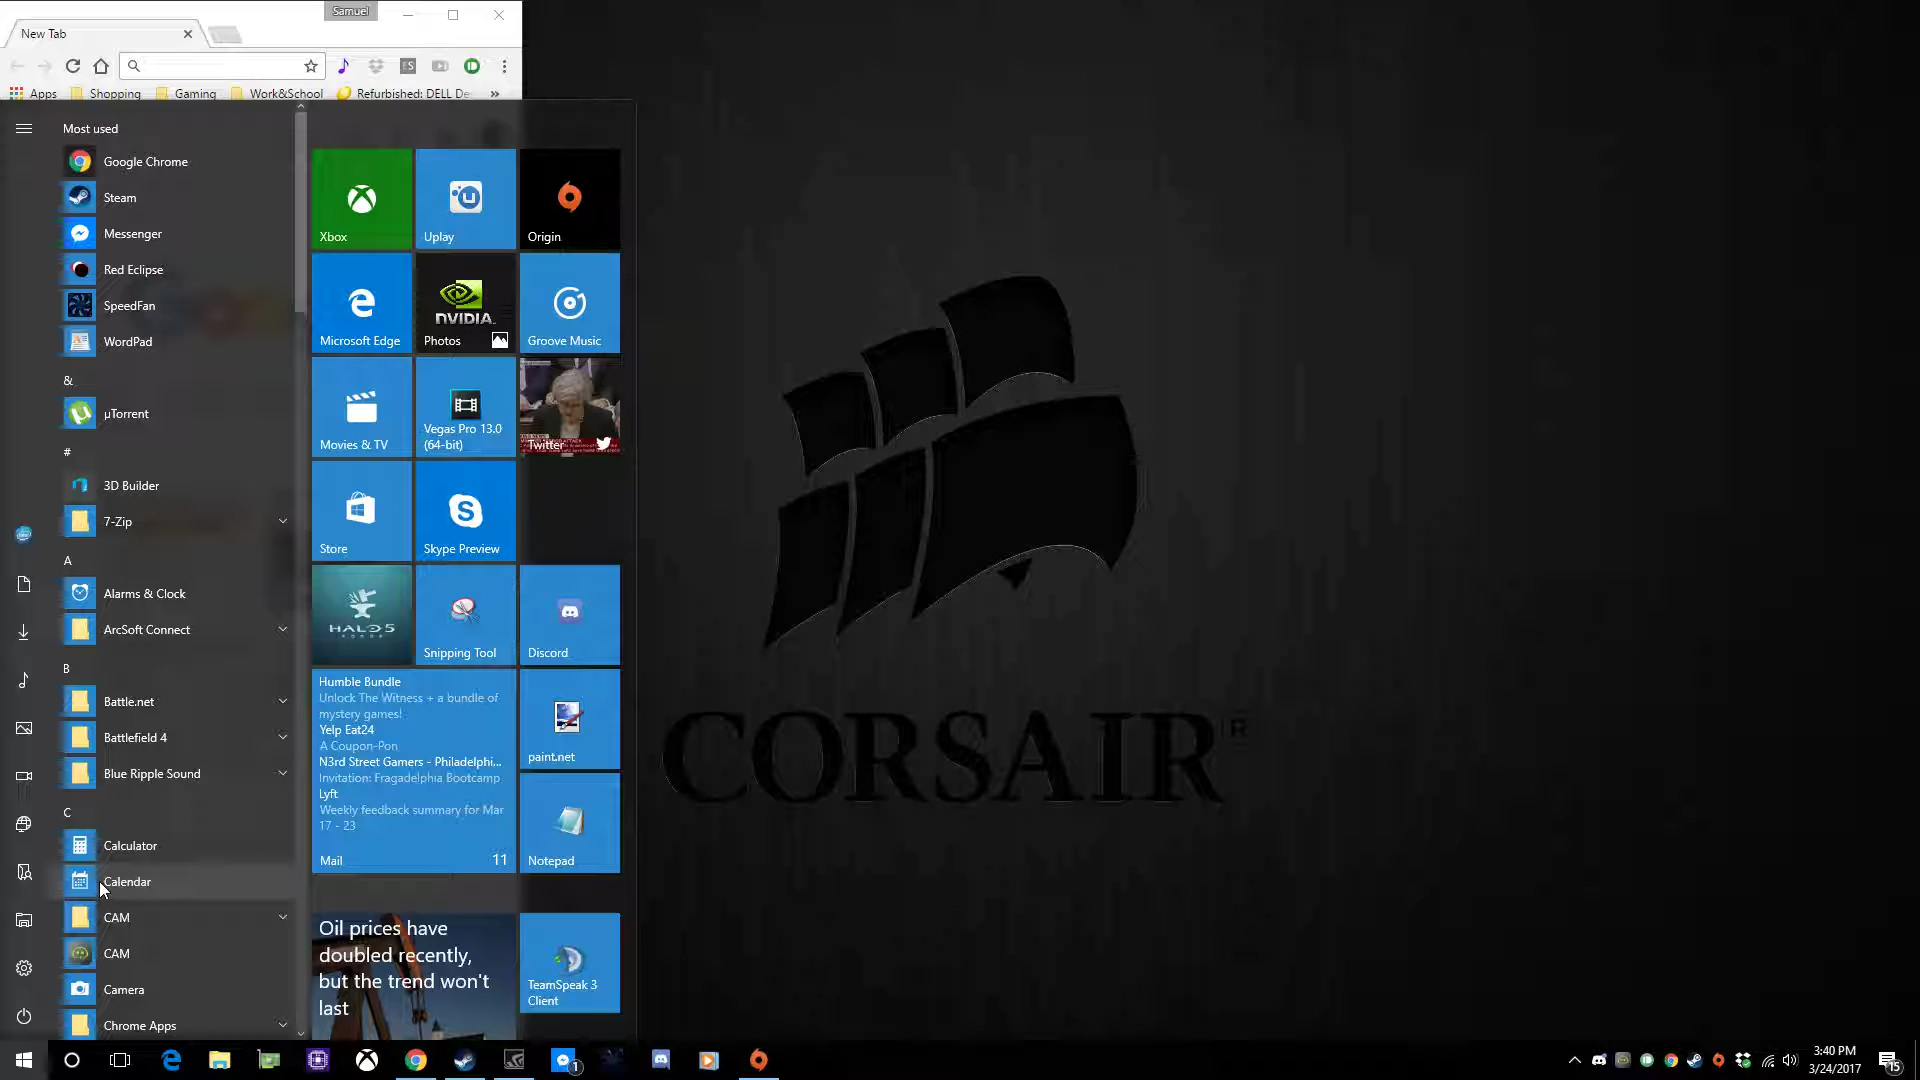 Samuel
New Tab
Apps Shopping Gaming Work&School Refurbished: DELL De »
Most used
Google Chrome
Steam
Messenger
Red Eclipse
SpeedFan
WordPad
&
µTorrent
#
3D Builder
7-Zip
A
Alarms & Clock
ArcSoft Connect
B
Battle.net
Battlefield 4
Blue Ripple Sound
C
Calculator
Calendar
CAM
CAM
Camera
Chrome Apps
Xbox
Uplay
Origin
Microsoft Edge
NVIDIA.
Photos
Groove Music
Movies & TV
Vegas Pro 13.0
(64-bit)
Twitter
Store
Skype Preview
HALO 5
FORGE
Snipping Tool
Discord
Humble Bundle
Unlock The Witness + a bundle of
mystery games!
Yelp Eat24
A Coupon-Pon
N3rd Street Gamers - Philadelphi...
Invitation: Fragadelphia Bootcamp
Lyft
Weekly feedback summary for Mar
17 - 23
Mail 11
paint.net
Notepad
Oil prices have
doubled recently,
but the trend won't
last
TeamSpeak 3
Client
CORSAIR®
1
3:40 PM
3/24/2017
15